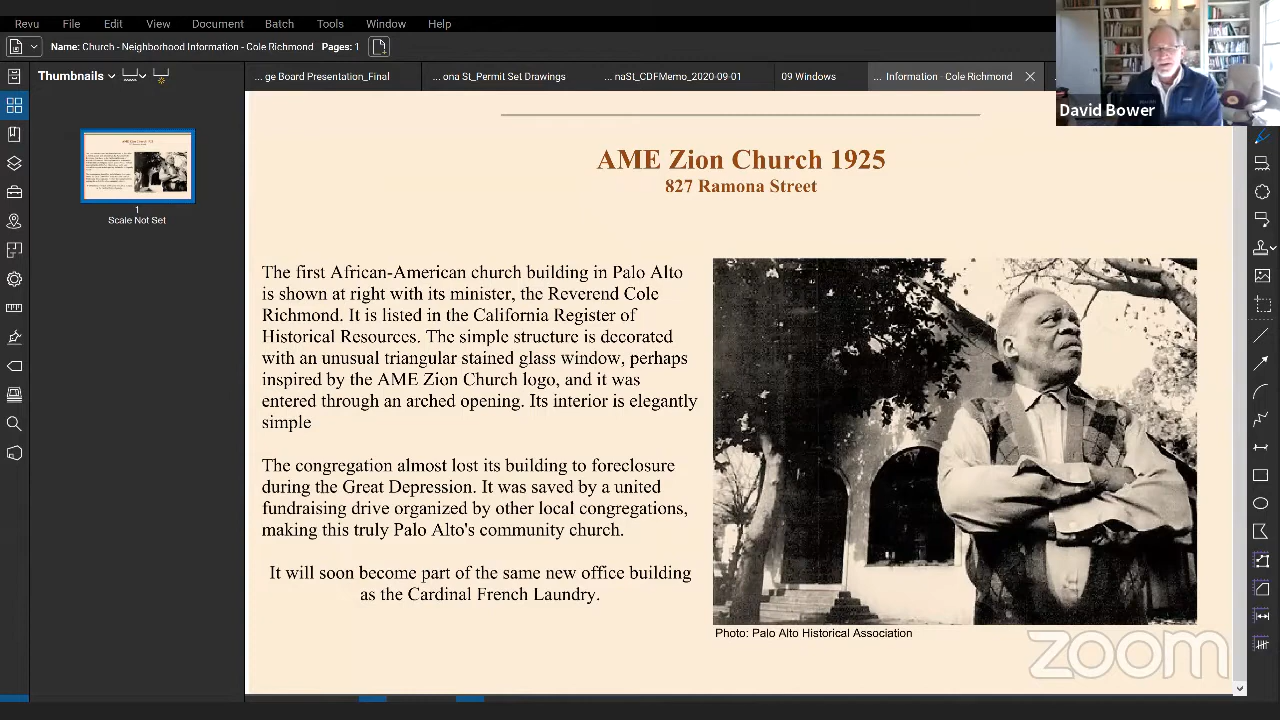 Revu File Edit View Document Batch Tools Window Help
Name: Church - Neighborhood Information - Cole Richmond Pages: 1
Thumbnails
... ge Board Presentation_Final
... ona St_Permit Set Drawings
... naSt_CDFMemo_2020-09-01
09 Windows
... Information - Cole Richmond
David Bower
1
Scale Not Set
AME Zion Church 1925
827 Ramona Street
The first African-American church building in Palo Alto
is shown at right with its minister, the Reverend Cole
Richmond. It is listed in the California Register of
Historical Resources. The simple structure is decorated
with an unusual triangular stained glass window, perhaps
inspired by the AME Zion Church logo, and it was
entered through an arched opening. Its interior is elegantly
simple
The congregation almost lost its building to foreclosure
during the Great Depression. It was saved by a united
fundraising drive organized by other local congregations,
making this truly Palo Alto's community church.
It will soon become part of the same new office building
as the Cardinal French Laundry.
Photo: Palo Alto Historical Association
zoom